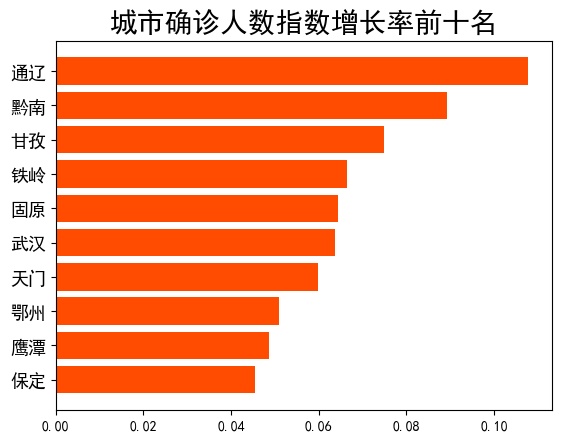 城市确诊人数指数增长率前十名
通辽
黔南
甘孜
铁岭
固原
武汉
天门
鄂州
鹰潭
保定
0.00 0.02 0.04 0.06 0.08 0.10